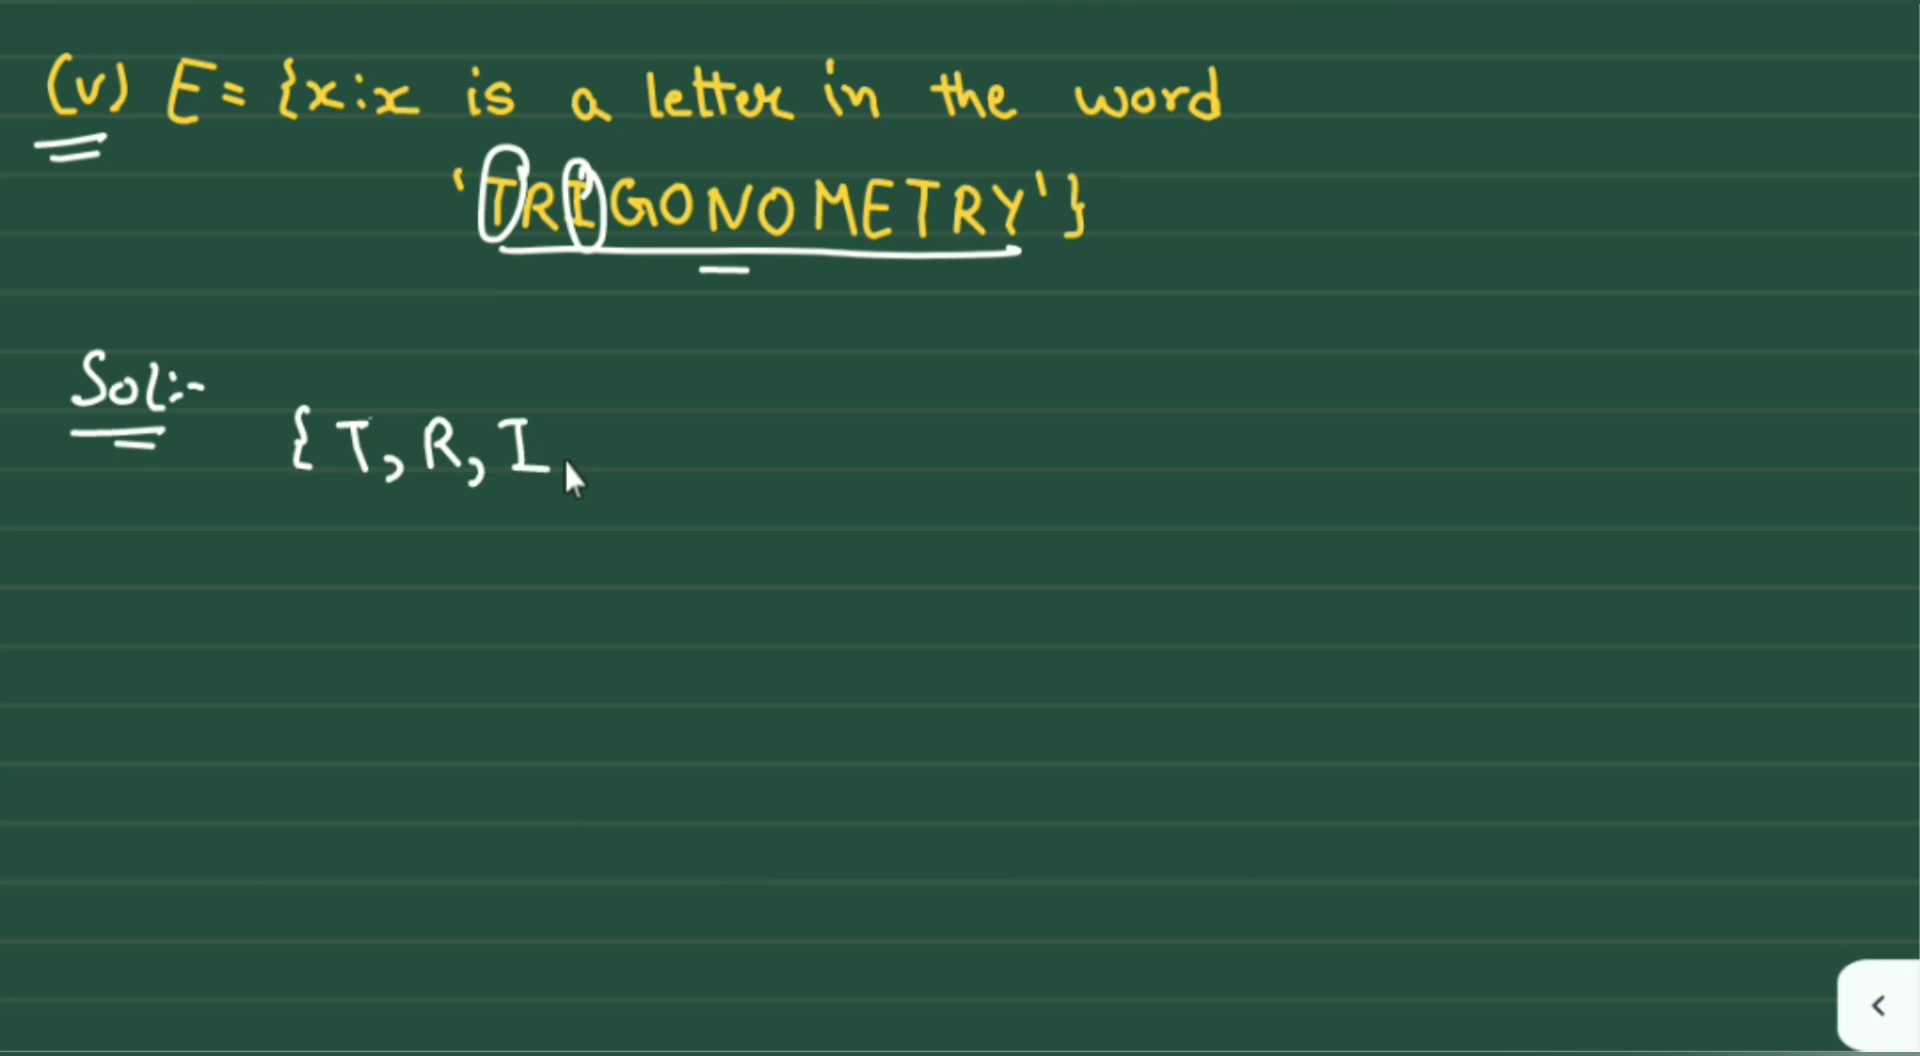 (v) E = {x:x is a letter in the word
'TRIGONOMETRY'}
Sol:-
{T, R, I